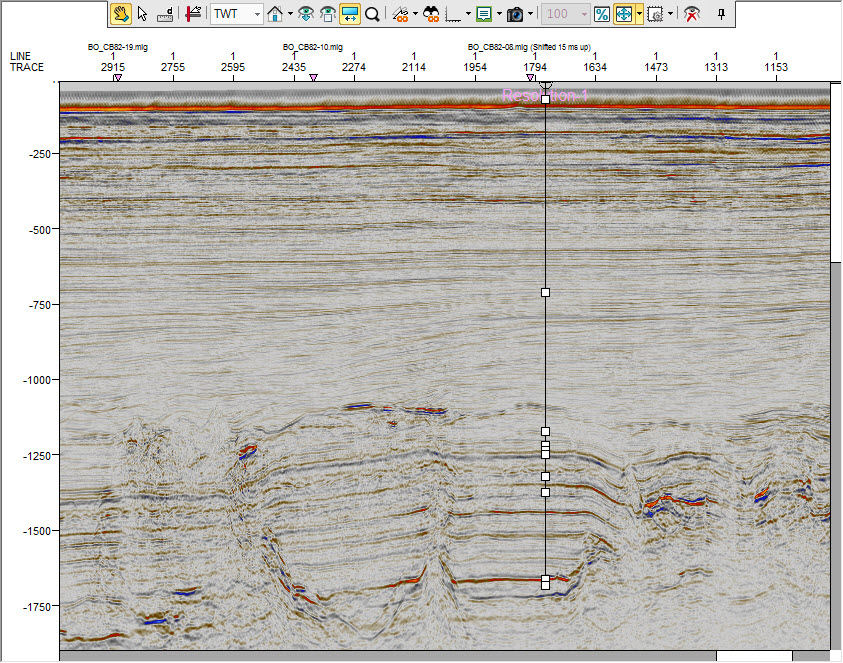 TWT 100 %
BO_CB82-19.mig BO_CB82-10.mig BO_CB82-08.mig (Shifted 15 ms up)
LINE 1 1 1 1 1 1 1 1 1 1 1 1
TRACE 2915 2755 2595 2435 2274 2114 1954 1794 1634 1473 1313 1153
Resolution 1
-250
-500
-750
-1000
-1250
-1500
-1750